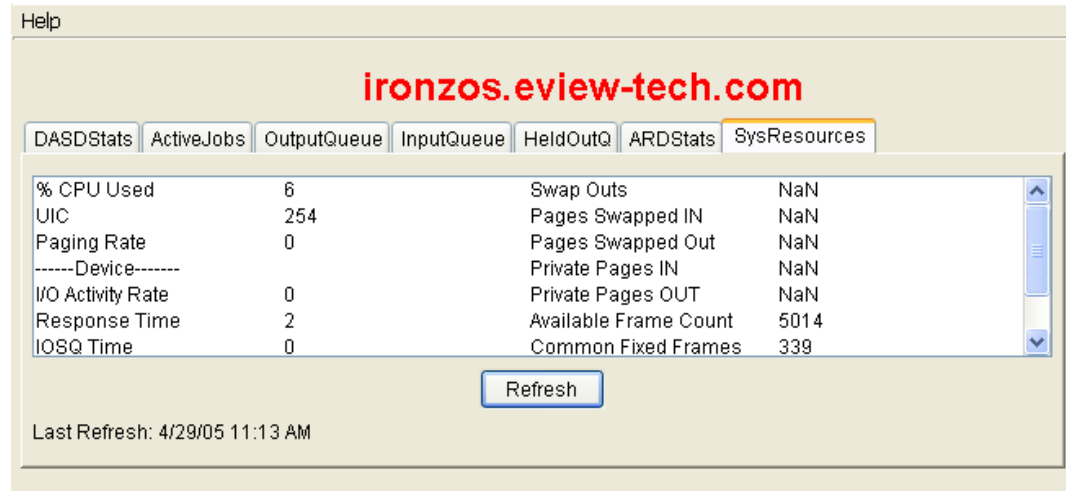 Help
ironzos.eview-tech.com
DASDStats ActiveJobs OutputQueue InputQueue HeldOutQ ARDStats SysResources
% CPU Used 6 Swap Outs NaN
UIC 254 Pages Swapped IN NaN
Paging Rate 0 Pages Swapped Out NaN
------Device------- Private Pages IN NaN
I/O Activity Rate 0 Private Pages OUT NaN
Response Time 2 Available Frame Count 5014
IOSQ Time 0 Common Fixed Frames 339
Refresh
Last Refresh: 4/29/05 11:13 AM